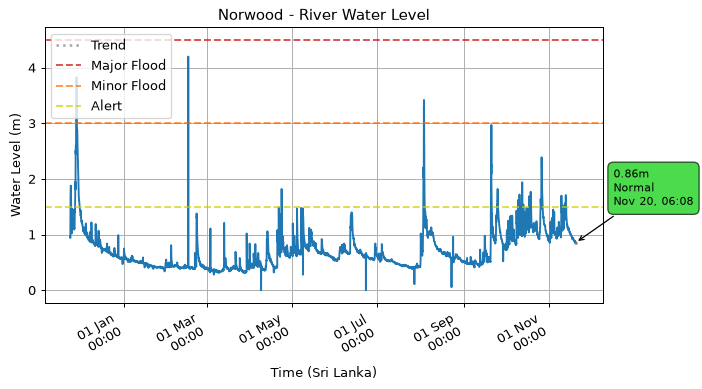 Norwood - River Water Level
Trend
Major Flood
Minor Flood
Alert
Water Level (m)
4
3
2
1
0
0.86m
Normal
Nov 20, 06:08
01 Jan
00:00
01 Mar
00:00
01 May
00:00
01 Jul
00:00
01 Sep
00:00
01 Nov
00:00
Time (Sri Lanka)